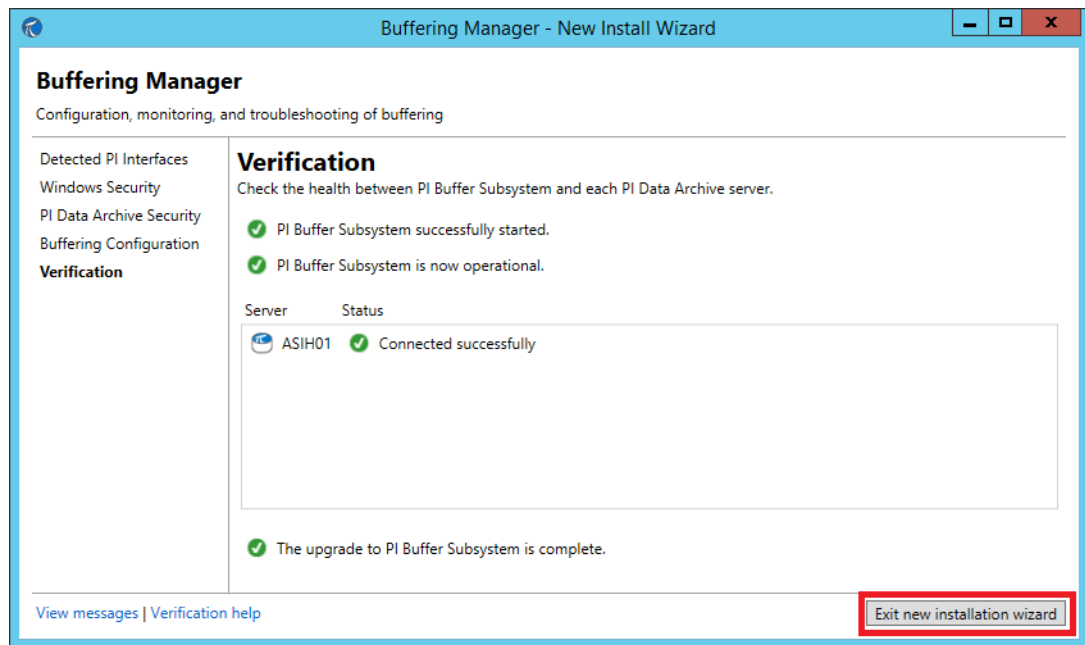 Buffering Manager - New Install Wizard
Buffering Manager
Configuration, monitoring, and troubleshooting of buffering
Detected PI Interfaces
Windows Security
PI Data Archive Security
Buffering Configuration
Verification
Verification
Check the health between PI Buffer Subsystem and each PI Data Archive server.
PI Buffer Subsystem successfully started.
PI Buffer Subsystem is now operational.
Server Status
ASIH01 Connected successfully
The upgrade to PI Buffer Subsystem is complete.
View messages | Verification help
Exit new installation wizard